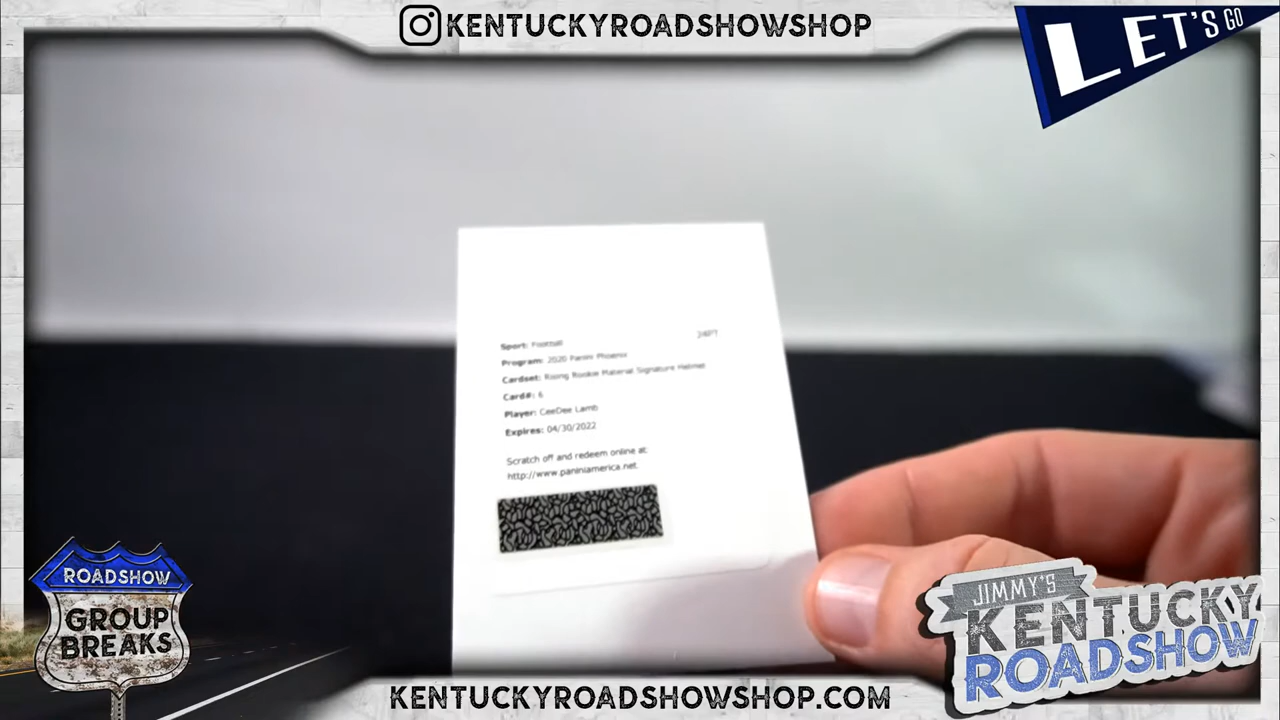 KENTUCKYROADSHOWSHOP
LET'S GO
24PT
Sport: Football
Program: 2020 Panini Phoenix
Cardset: Rising Rookie Material Signature Helmet
Card#: 6
Player: CeeDee Lamb
Expires: 04/30/2022
Scratch off and redeem online at
http://www.paniniamerica.net.
ROADSHOW
GROUP
BREAKS
JIMMY'S
KENTUCKY
ROADSHOW
KENTUCKYROADSHOWSHOP.COM